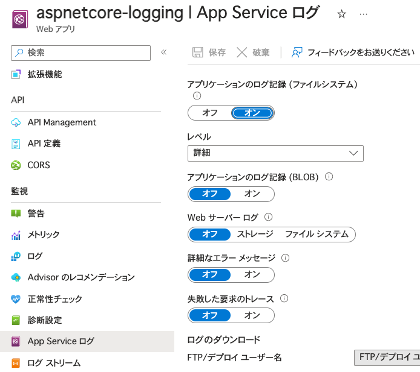 aspnetcore-logging | App Service ログ ☆ …
Web アプリ
検索 «
拡張機能
API
API Management
API 定義
CORS
監視
警告
メトリック
ログ
Advisor のレコメンデーション
正常性チェック
診断設定
App Service ログ
ログ ストリーム
保存 破棄 フィードバックをお送りください
アプリケーションのログ記録 (ファイルシステム)
オフ オン
レベル
詳細
アプリケーションのログ記録 (BLOB)
オフ オン
Web サーバー ログ
オフ ストレージ ファイル システム
詳細なエラー メッセージ
オフ オン
失敗した要求のトレース
オフ オン
ログのダウンロード
FTP/デプロイ ユーザー名 FTP/デプロイ ユ